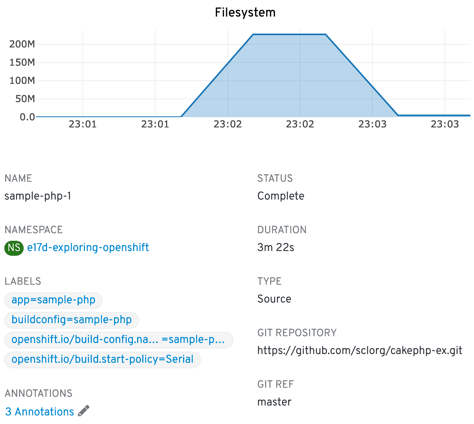 Filesystem
200M
150M
100M
50M
0.0
23:01 23:01 23:02 23:02 23:03 23:03
NAME
sample-php-1
NAMESPACE
NS e17d-exploring-openshift
LABELS
app=sample-php
buildconfig=sample-php
openshift.io/build-config.na... =sample-p...
openshift.io/build.start-policy=Serial
ANNOTATIONS
3 Annotations
STATUS
Complete
DURATION
3m 22s
TYPE
Source
GIT REPOSITORY
https://github.com/sclorg/cakephp-ex.git
GIT REF
master